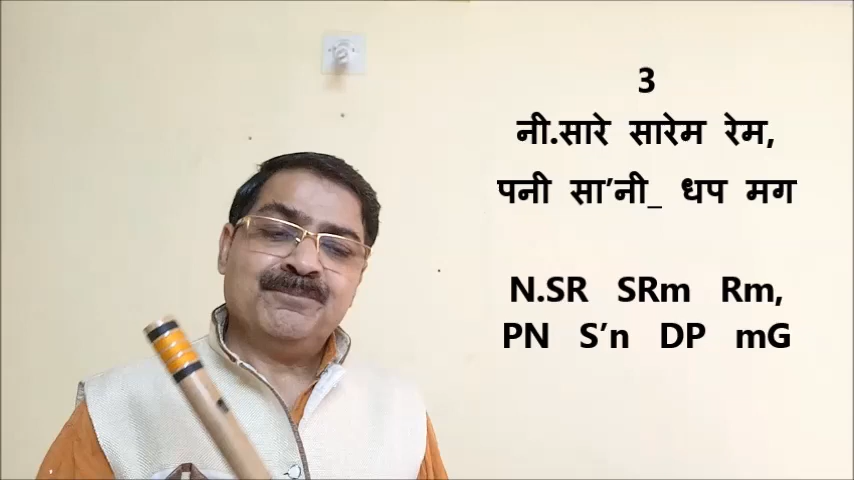 3
नी.सारे सारेम रेम,
पनी सा’नी_ धप मग
N.SR SRm Rm,
PN S’n DP mG